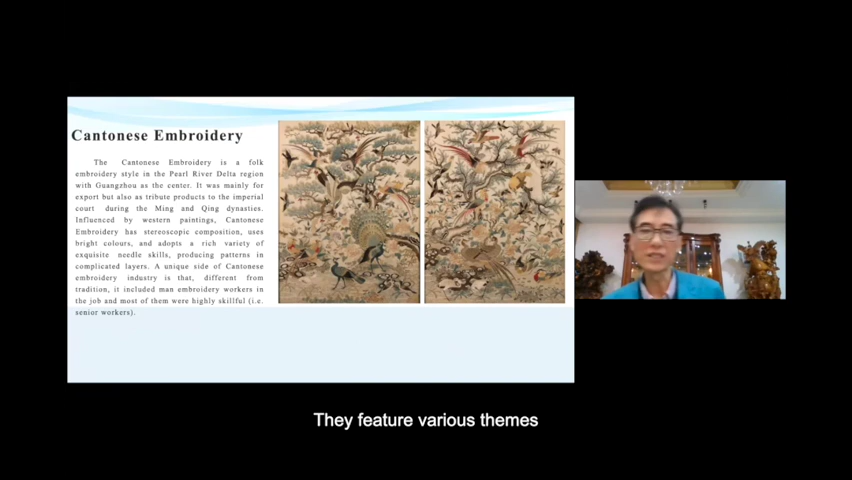 Cantonese Embroidery
The Cantonese Embroidery is a folk
embroidery style in the Pearl River Delta region
with Guangzhou as the center. It was mainly for
export but also as tribute products to the imperial
court during the Ming and Qing dynasties.
Influenced by western paintings, Cantonese
Embroidery has stereoscopic composition, uses
bright colours, and adopts a rich variety of
exquisite needle skills, producing patterns in
complicated layers. A unique side of Cantonese
embroidery industry is that, different from
tradition, it included man embroidery workers in
the job and most of them were highly skillful (i.e.
senior workers).
They feature various themes